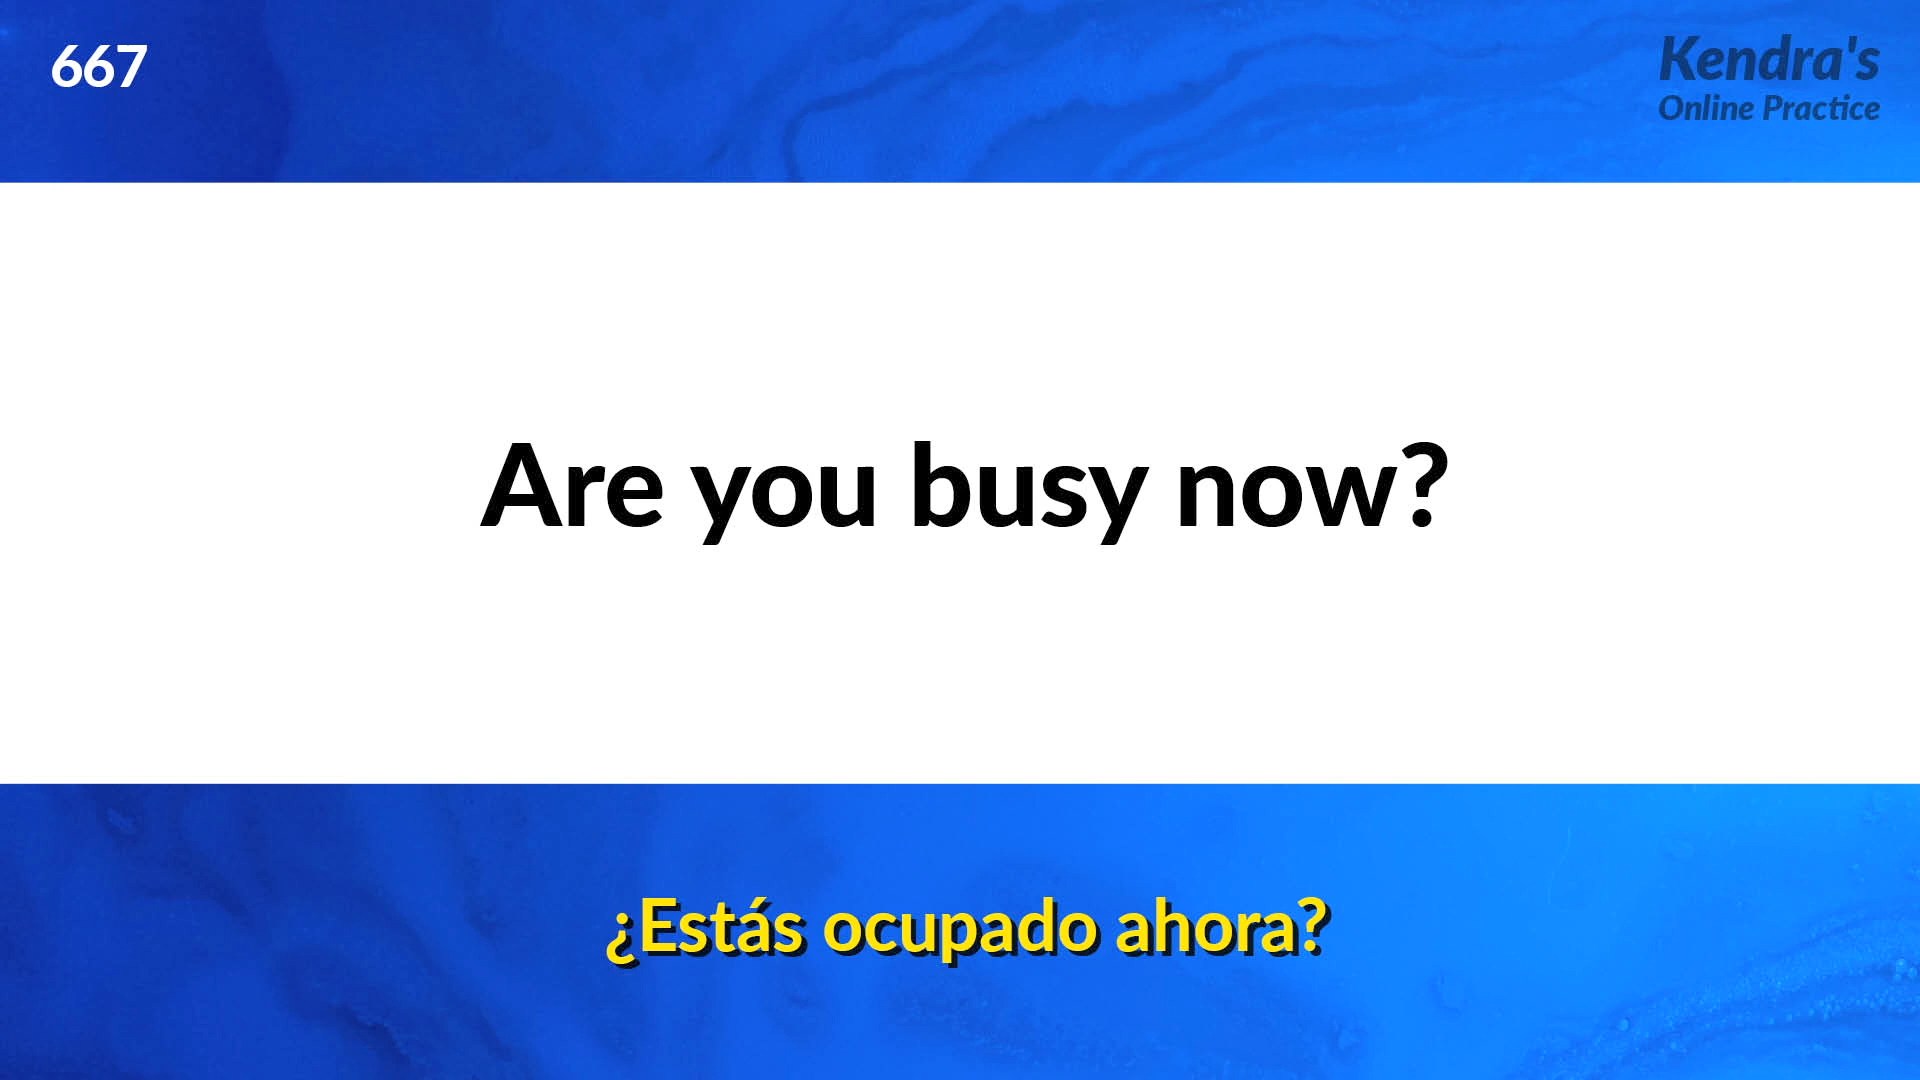 667
Kendra's
Online Practice
Are you busy now?
¿Estás ocupado ahora?